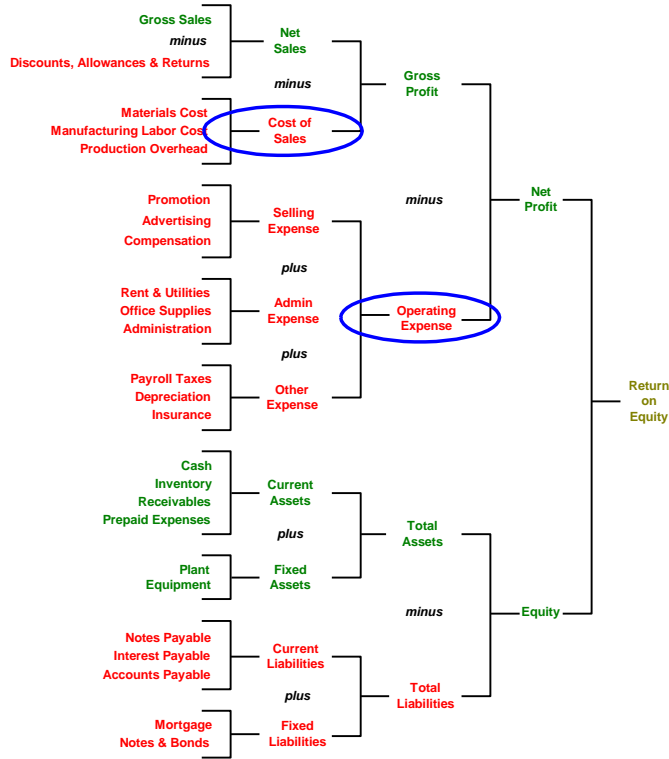 Gross Sales
minus
Discounts, Allowances & Returns
Net
Sales
minus
Materials Cost
Manufacturing Labor Cost
Production Overhead
Cost of
Sales
Gross
Profit
minus
Promotion
Advertising
Compensation
Selling
Expense
plus
Rent & Utilities
Office Supplies
Administration
Admin
Expense
plus
Payroll Taxes
Depreciation
Insurance
Other
Expense
Operating
Expense
Net
Profit
Cash
Inventory
Receivables
Prepaid Expenses
Current
Assets
plus
Plant
Equipment
Fixed
Assets
Total
Assets
minus
Notes Payable
Interest Payable
Accounts Payable
Current
Liabilities
plus
Mortgage
Notes & Bonds
Fixed
Liabilities
Total
Liabilities
Equity
Return
on
Equity